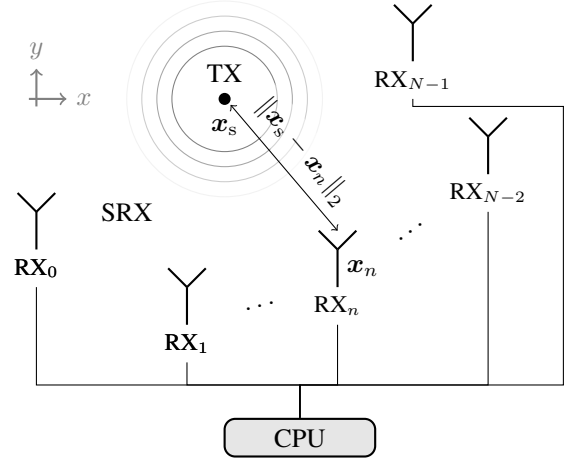 y
x
TX
x_s
‖x_s − x_n‖_2
RX_{N−1}
RX_{N−2}
SRX
RX_0
...
x_n
RX_n
...
RX_1
CPU